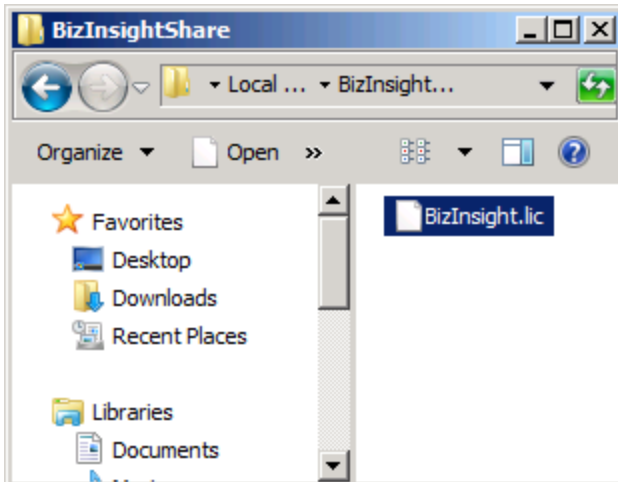 BizInsightShare
Local ... BizInsight...
Organize Open »
Favorites
BizInsight.lic
Desktop
Downloads
Recent Places
Libraries
Documents